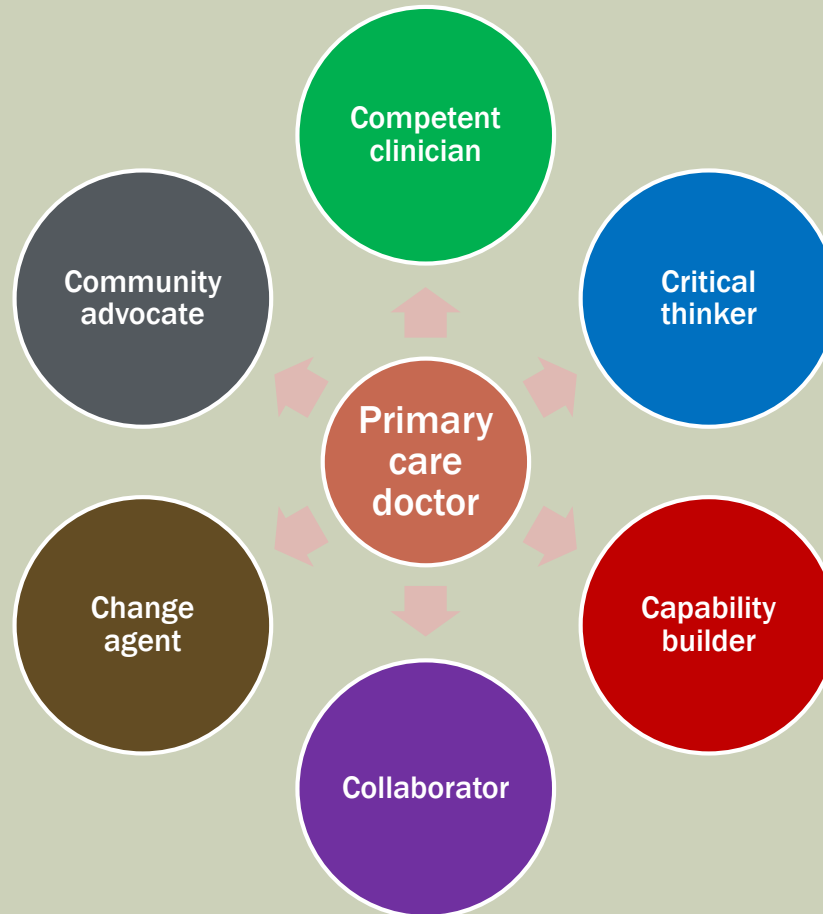 Competent
clinician
Critical
thinker
Capability
builder
Collaborator
Change
agent
Community
advocate
Primary
care
doctor